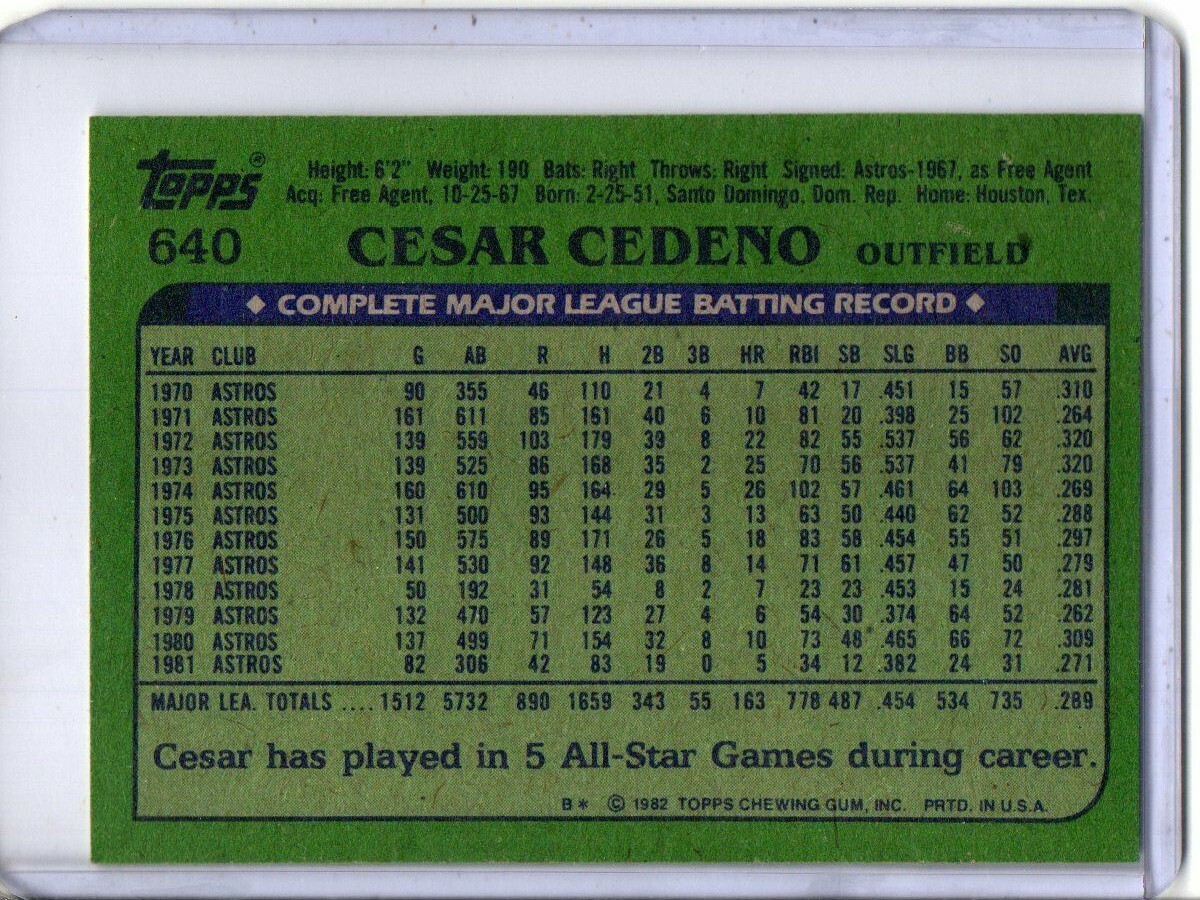 Topps®
Height: 6'2" Weight: 190 Bats: Right Throws: Right Signed: Astros-1967, as Free Agent
Acq: Free Agent, 10-25-67 Born: 2-25-51, Santo Domingo, Dom. Rep. Home: Houston, Tex.
640 CESAR CEDENO OUTFIELD
◆ COMPLETE MAJOR LEAGUE BATTING RECORD ◆
YEAR CLUB G AB R H 2B 3B HR RBI SB SLG BB SO AVG
1970 ASTROS 90 355 46 110 21 4 7 42 17 .451 15 57 .310
1971 ASTROS 161 611 85 161 40 6 10 81 20 .398 25 102 .264
1972 ASTROS 139 559 103 179 39 8 22 82 55 .537 56 62 .320
1973 ASTROS 139 525 86 168 35 2 25 70 56 .537 41 79 .320
1974 ASTROS 160 610 95 164 29 5 26 102 57 .461 64 103 .269
1975 ASTROS 131 500 93 144 31 3 13 63 50 .440 62 52 .288
1976 ASTROS 150 575 89 171 26 5 18 83 58 .454 55 51 .297
1977 ASTROS 141 530 92 148 36 8 14 71 61 .457 47 50 .279
1978 ASTROS 50 192 31 54 8 2 7 23 23 .453 15 24 .281
1979 ASTROS 132 470 57 123 27 4 6 54 30 .374 64 52 .262
1980 ASTROS 137 499 71 154 32 8 10 73 48 .465 66 72 .309
1981 ASTROS 82 306 42 83 19 0 5 34 12 .382 24 31 .271
MAJOR LEA. TOTALS .... 1512 5732 890 1659 343 55 163 778 487 .454 534 735 .289
Cesar has played in 5 All-Star Games during career.
B* © 1982 TOPPS CHEWING GUM, INC. PRTD. IN U.S.A.